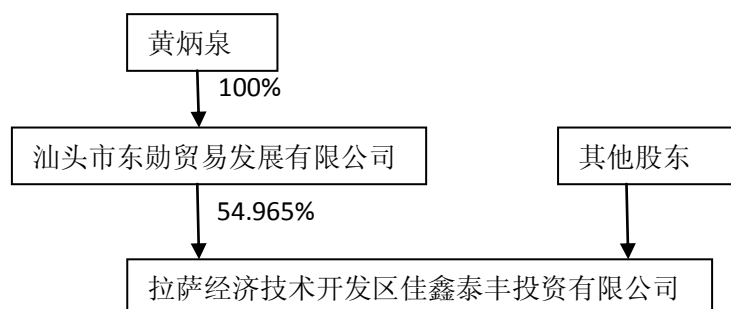 黄炳泉
100%
汕头市东勋贸易发展有限公司
其他股东
54.965%
拉萨经济技术开发区佳鑫泰丰投资有限公司